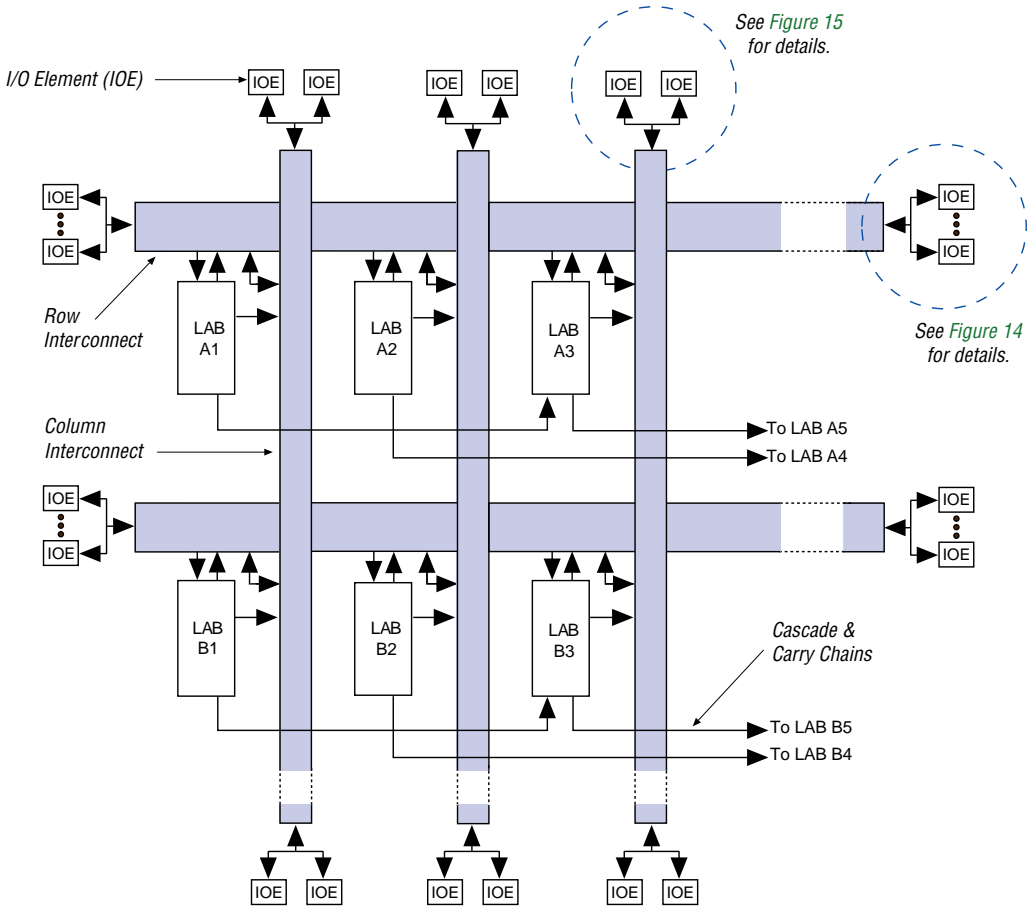 See Figure 15
for details.
I/O Element (IOE)
IOE
IOE
IOE
IOE
IOE
IOE
IOE
IOE
IOE
IOE
Row
Interconnect
LAB
A1
LAB
A2
LAB
A3
See Figure 14
for details.
Column
Interconnect
To LAB A5
To LAB A4
IOE
IOE
IOE
IOE
LAB
B1
LAB
B2
LAB
B3
Cascade &
Carry Chains
To LAB B5
To LAB B4
IOE
IOE
IOE
IOE
IOE
IOE